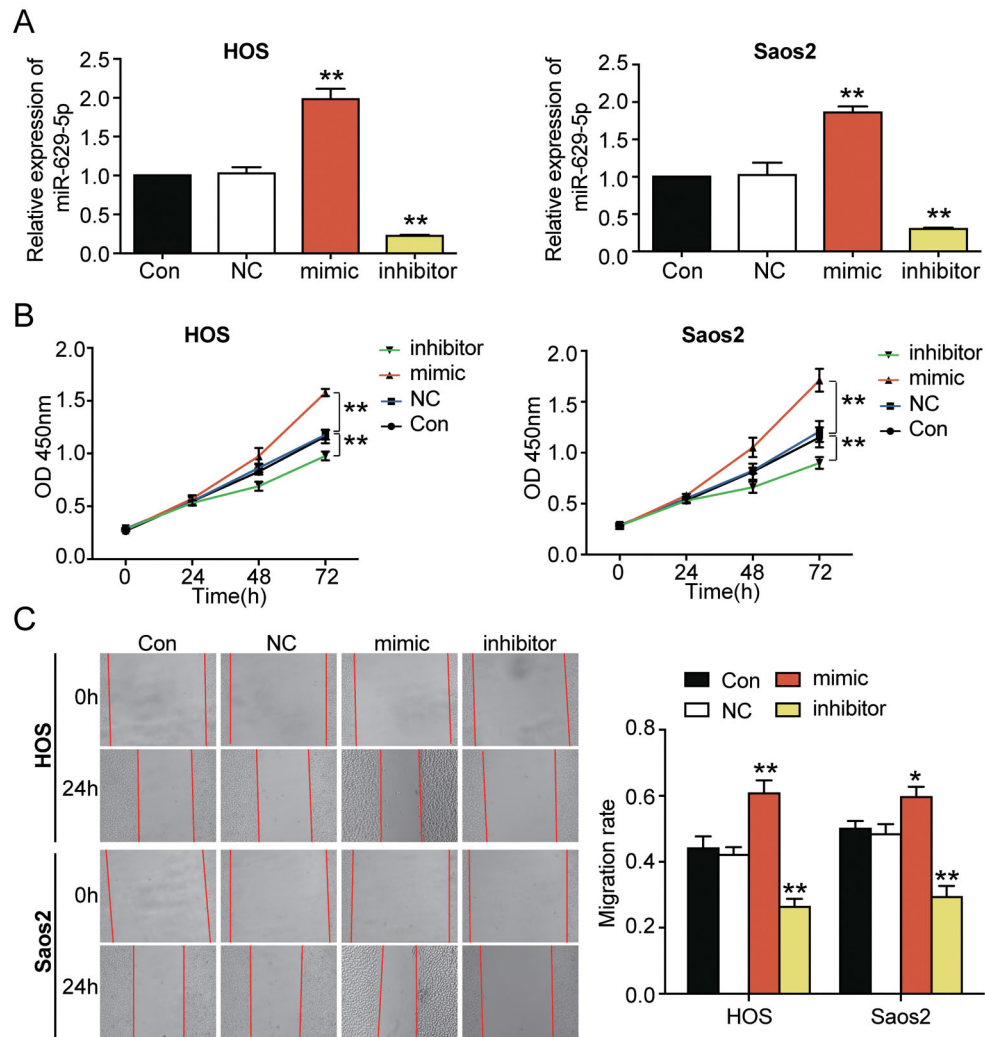 A
HOS
Relative expression of
miR-629-5p
2.5
2.0
1.5
1.0
0.5
0.0
**
**
Con NC mimic inhibitor
Saos2
Relative expression of
miR-629-5p
2.5
2.0
1.5
1.0
0.5
0.0
**
**
Con NC mimic inhibitor
B
HOS
OD 450nm
2.0
1.5
1.0
0.5
0.0
0 24 48 72
Time(h)
inhibitor
mimic
NC
Con
**
**
Saos2
OD 450nm
2.0
1.5
1.0
0.5
0.0
0 24 48 72
Time(h)
inhibitor
mimic
NC
Con
**
**
C
Con NC mimic inhibitor
HOS
0h
24h
Saos2
0h
24h
Con mimic
NC inhibitor
Migration rate
0.8
0.6
0.4
0.2
0.0
**
**
*
**
HOS Saos2